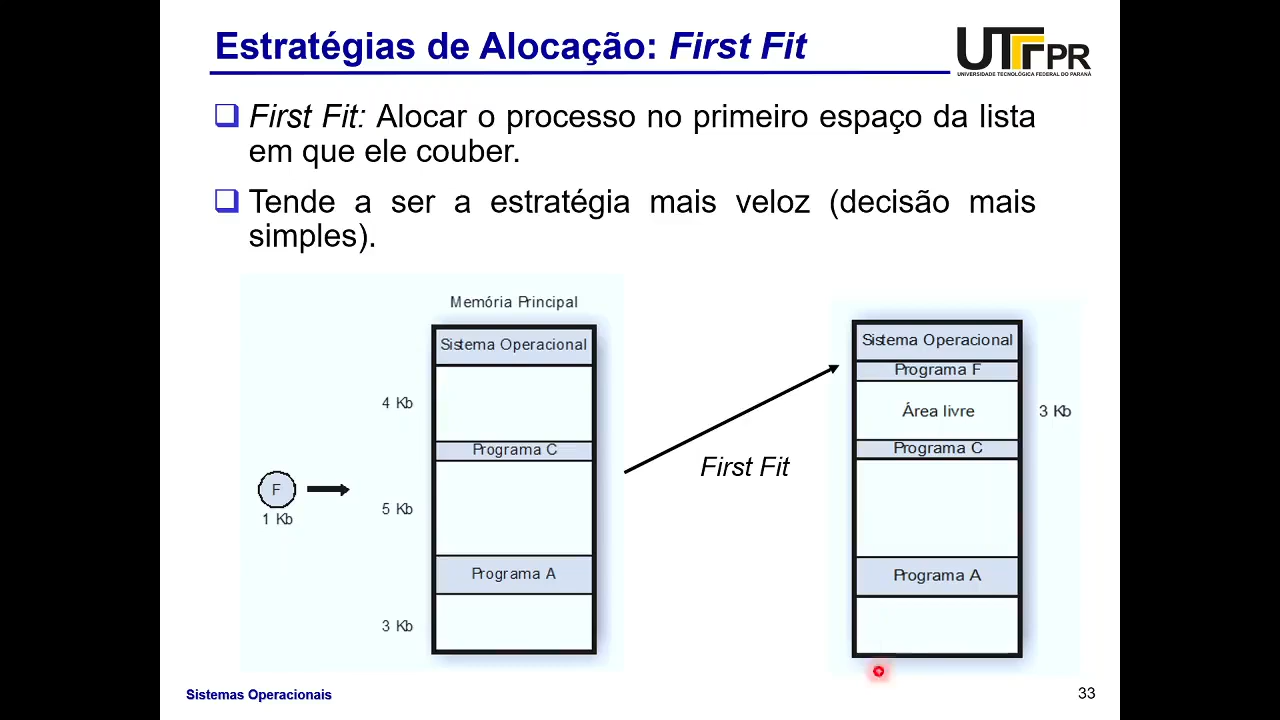 Estratégias de Alocação: First Fit
UTFPR
UNIVERSIDADE TECNOLÓGICA FEDERAL DO PARANÁ
First Fit: Alocar o processo no primeiro espaço da lista
em que ele couber.
Tende a ser a estratégia mais veloz (decisão mais
simples).
Memória Principal
Sistema Operacional
4 Kb
Programa C
F
1 Kb
5 Kb
Programa A
3 Kb
First Fit
Sistema Operacional
Programa F
Área livre
3 Kb
Programa C
Programa A
Sistemas Operacionais
33